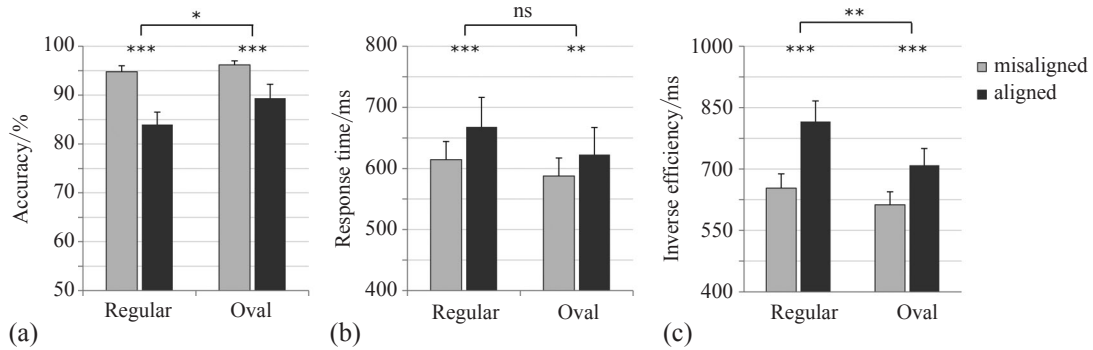 *
***
***
100
90
80
70
60
50
Accuracy/%
Regular
Oval
(a)
ns
***
**
800
700
600
500
400
Response time/ms
Regular
Oval
(b)
**
***
***
1000
850
700
550
400
Inverse efficiency/ms
Regular
Oval
(c)
misaligned
aligned